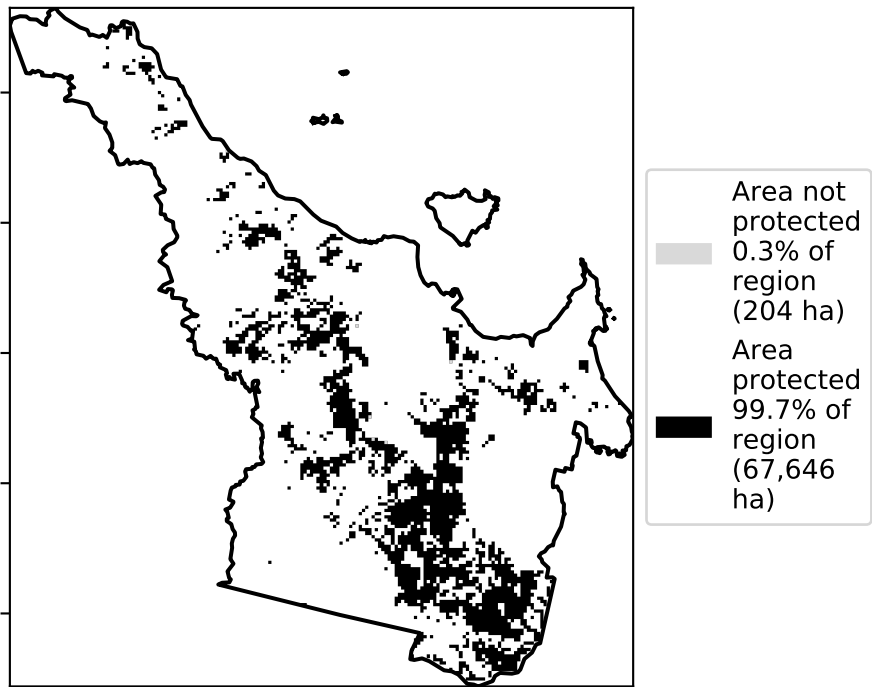 Area not
protected
0.3% of
region
(204 ha)
Area
protected
99.7% of
region
(67,646
ha)